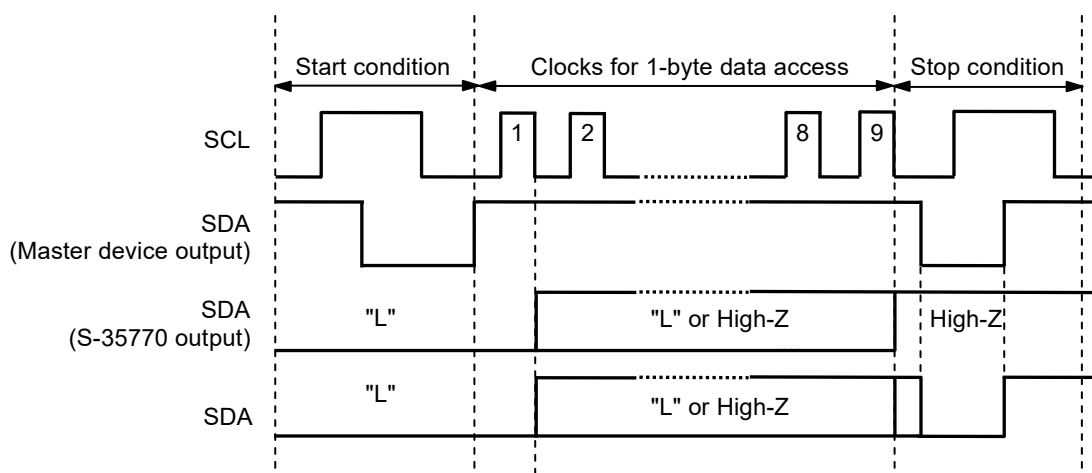 Start condition
Clocks for 1-byte data access
Stop condition
SCL
1
2
8
9
SDA
(Master device output)
SDA
(S-35770 output)
"L"
"L" or High-Z
High-Z
SDA
"L"
"L" or High-Z